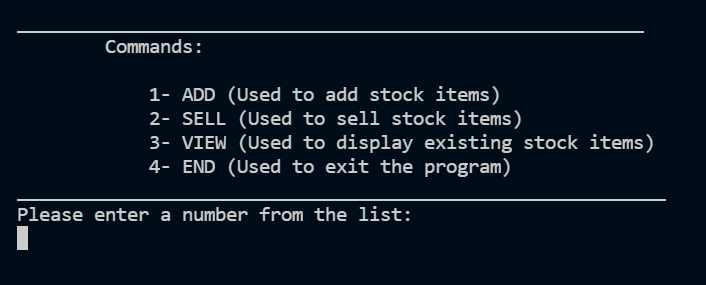 Commands:
1- ADD (Used to add stock items)
2- SELL (Used to sell stock items)
3- VIEW (Used to display existing stock items)
4- END (Used to exit the program)
Please enter a number from the list: